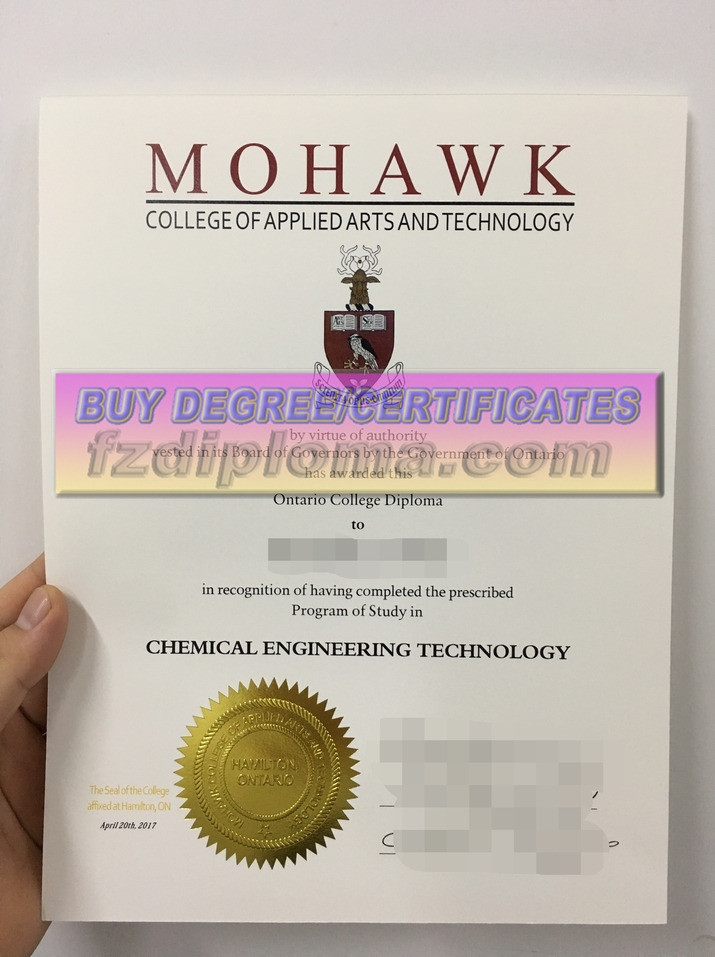 MOHAWK
COLLEGE OF APPLIED ARTS AND TECHNOLOGY
BUY DEGREE/CERTIFICATES
by virtue of authority
fzdiploma.com
vested in its Board of Governors by the Government of Ontario
has awarded this
Ontario College Diploma
to
in recognition of having completed the prescribed
Program of Study in
CHEMICAL ENGINEERING TECHNOLOGY
HAMILTON
ONTARIO
The Seal of the College
affixed at Hamilton, ON
April 20th, 2017